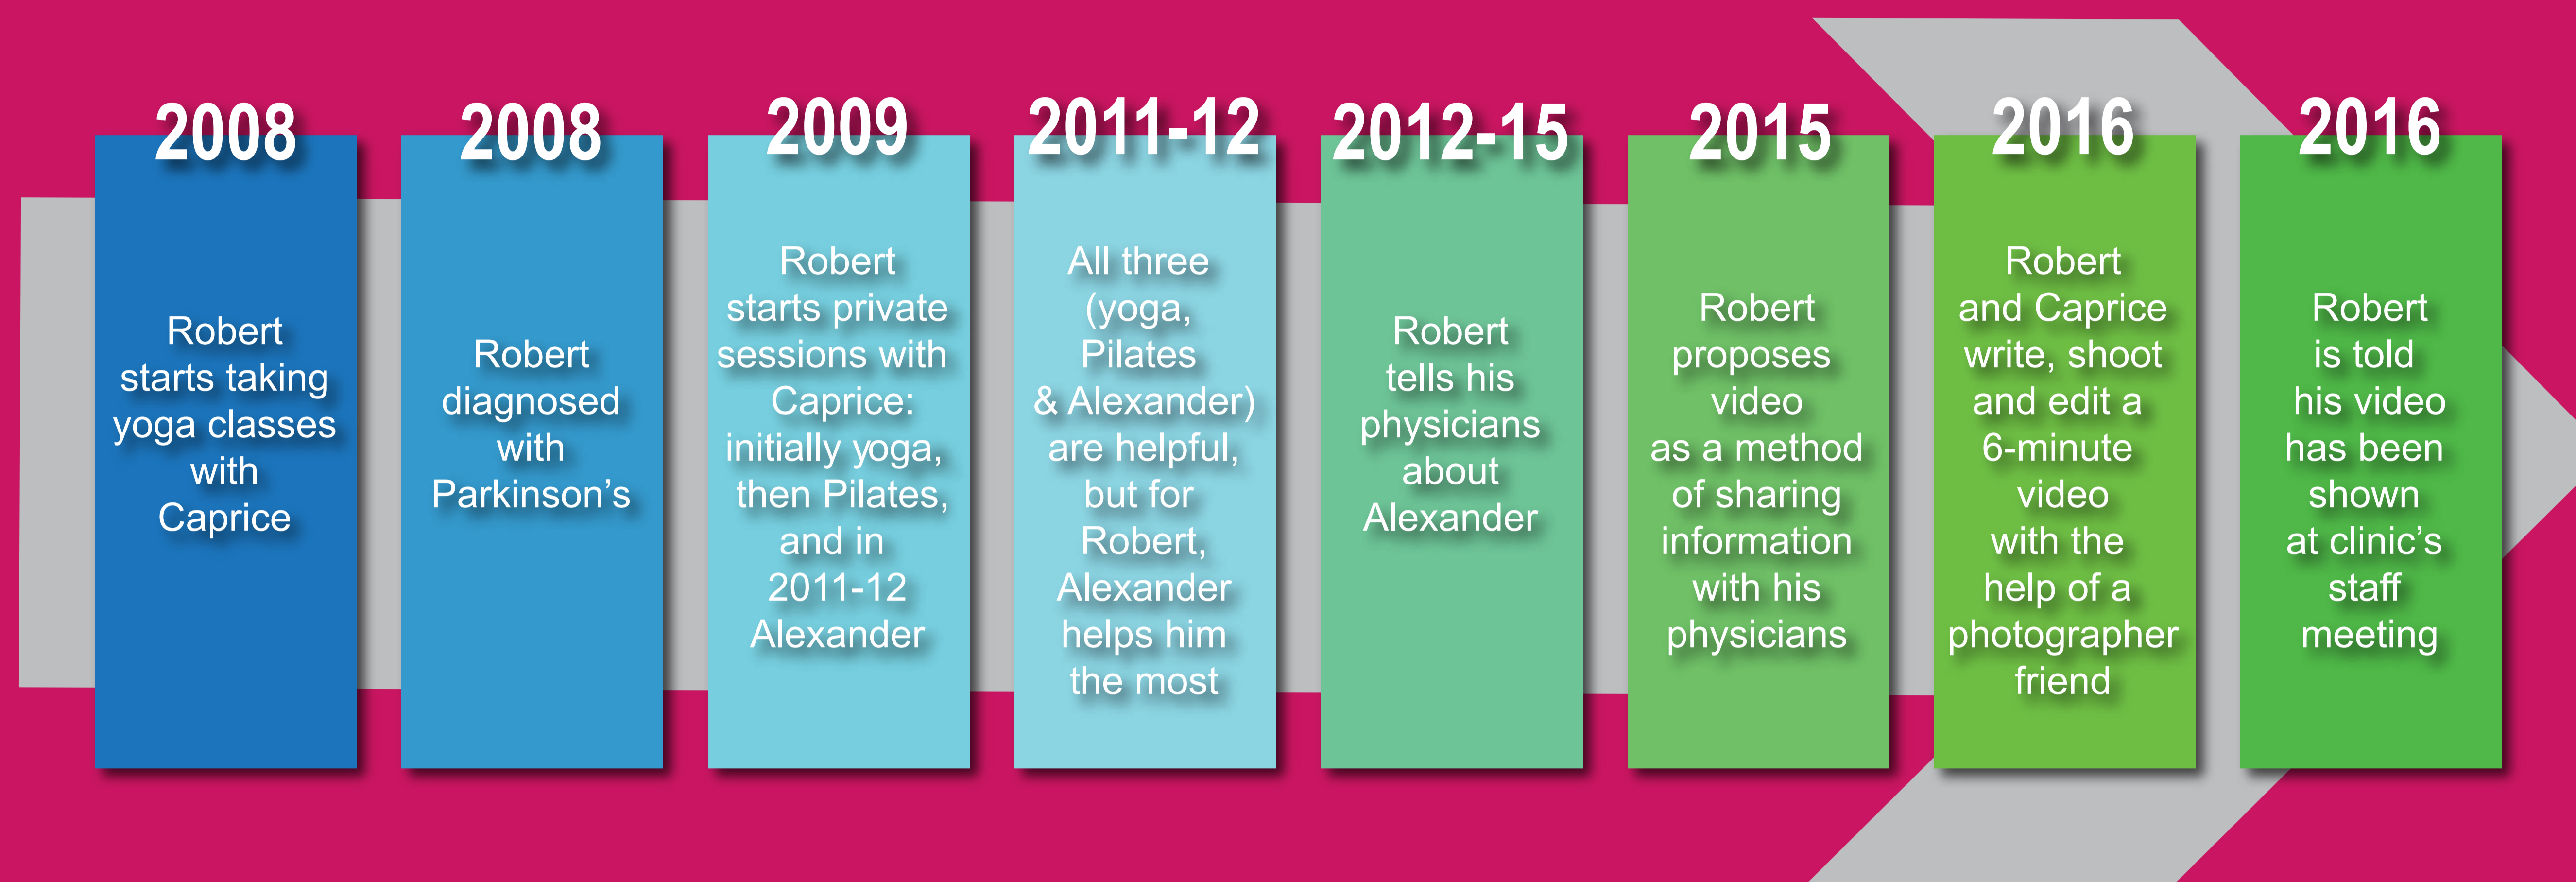 2008
Robert
starts taking
yoga classes
with
Caprice
2008
Robert
diagnosed
with
Parkinson’s
2009
Robert
starts private
sessions with
Caprice:
initially yoga,
then Pilates,
and in
2011-12
Alexander
2011-12
All three
(yoga,
Pilates
& Alexander)
are helpful,
but for
Robert,
Alexander
helps him
the most
2012-15
Robert
tells his
physicians
about
Alexander
2015
Robert
proposes
video
as a method
of sharing
information
with his
physicians
2016
Robert
and Caprice
write, shoot
and edit a
6-minute
video
with the
help of a
photographer
friend
2016
Robert
is told
his video
has been
shown
at clinic’s
staff
meeting